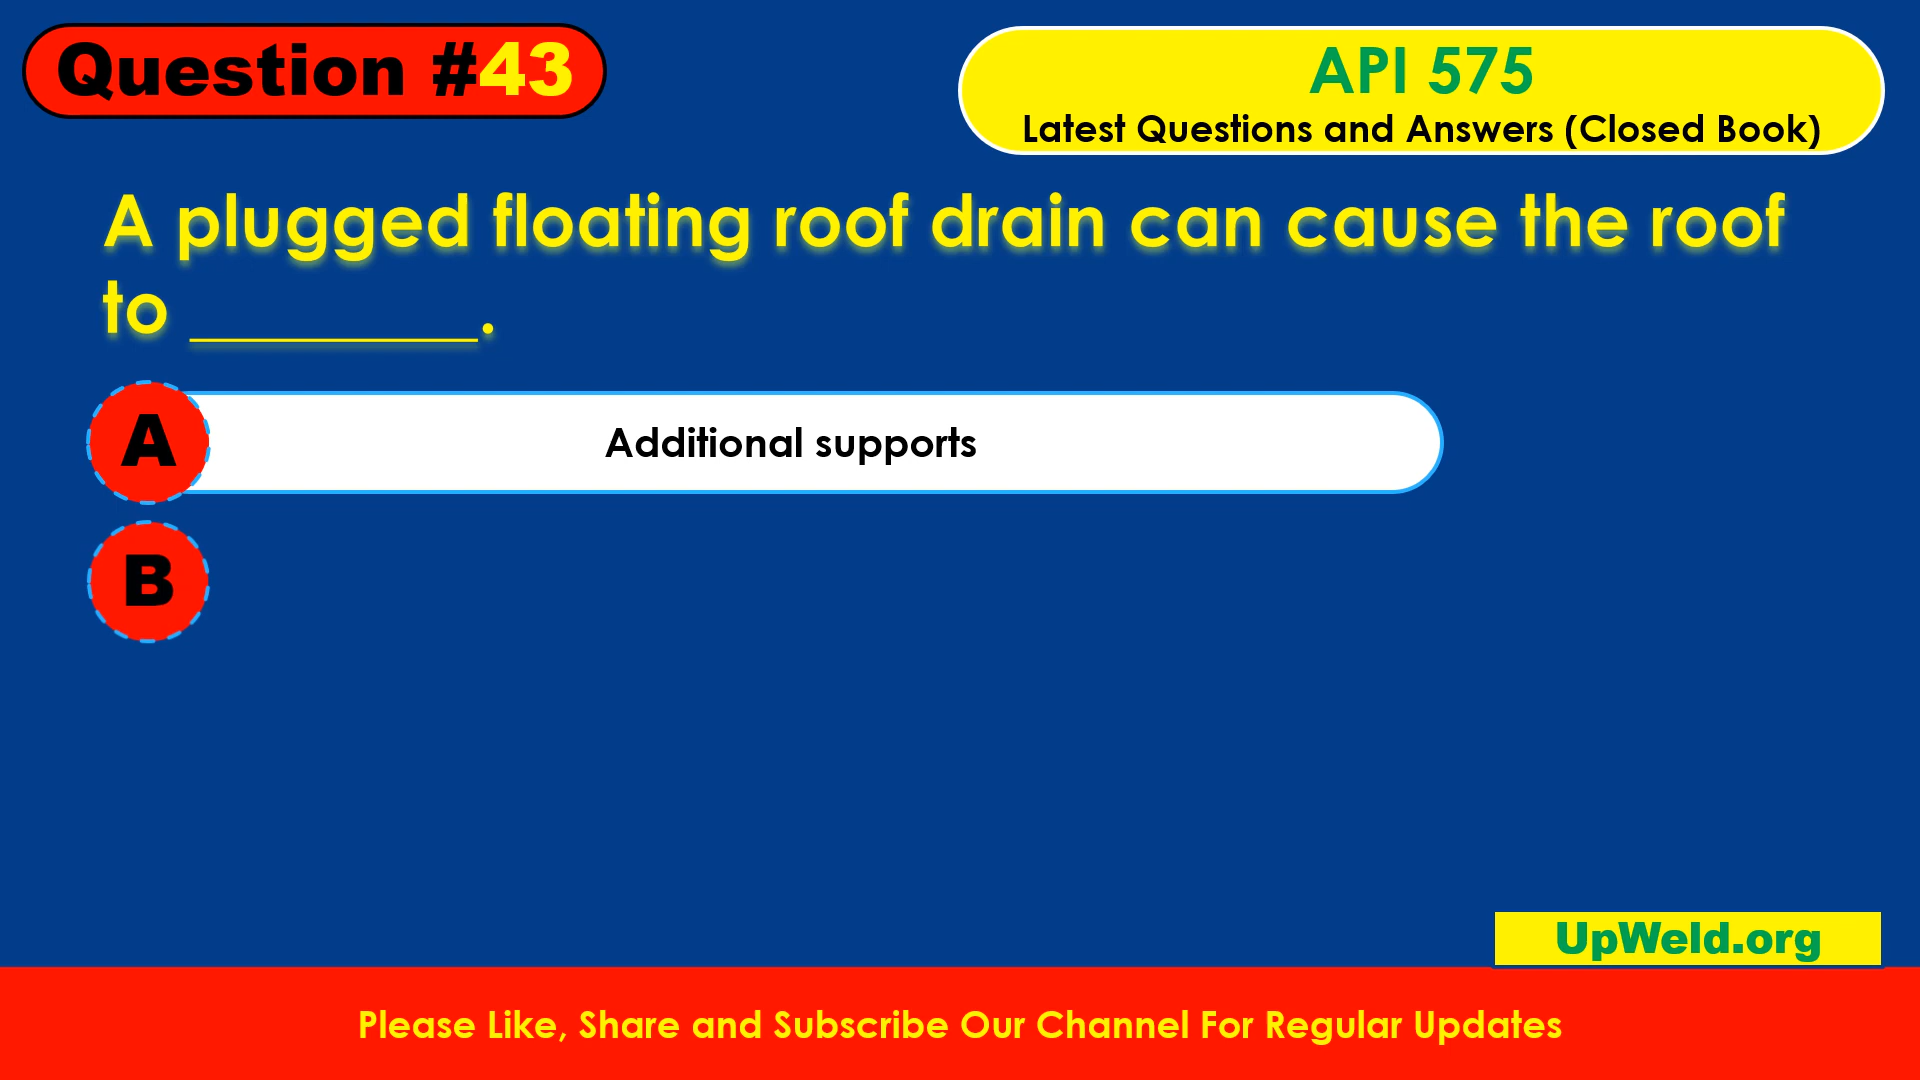 Question #43
API 575
Latest Questions and Answers (Closed Book)
A plugged floating roof drain can cause the roof
to _________.
A
Additional supports
B
UpWeld.org
Please Like, Share and Subscribe Our Channel For Regular Updates